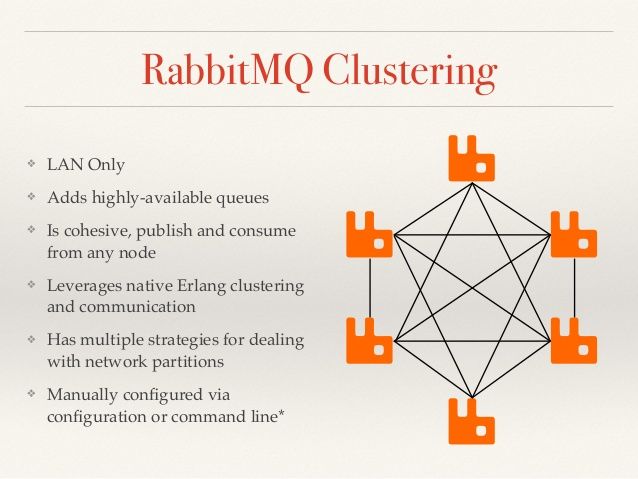 RabbitMQ Clustering
LAN Only
Adds highly-available queues
Is cohesive, publish and consume
from any node
Leverages native Erlang clustering
and communication
Has multiple strategies for dealing
with network partitions
Manually configured via
configuration or command line*